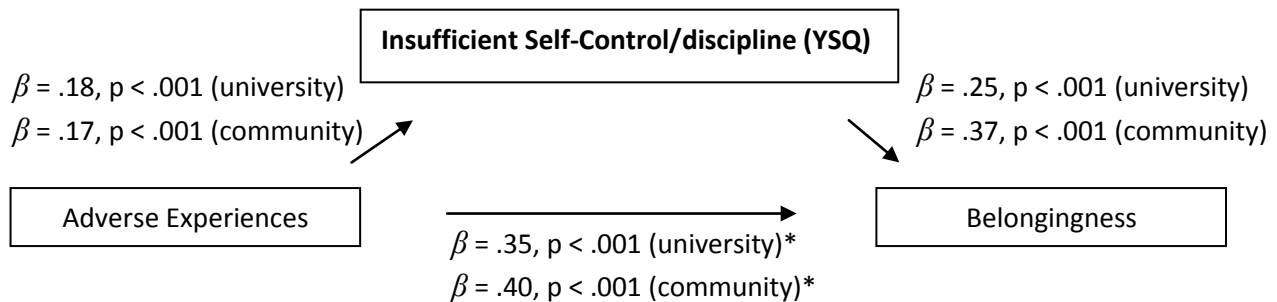 Insufficient Self-Control/discipline (YSQ)
β = .18, p < .001 (university)
β = .17, p < .001 (community)
β = .25, p < .001 (university)
β = .37, p < .001 (community)
Adverse Experiences
Belongingness
β = .35, p < .001 (university)*
β = .40, p < .001 (community)*